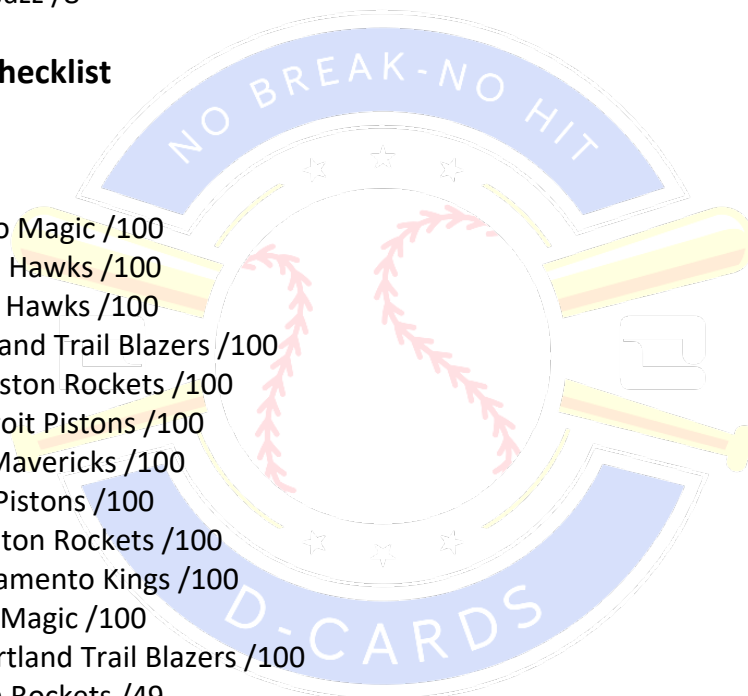 hecklist
NO BREAK-NO HIT
o Magic /100
Hawks /100
Hawks /100
and Trail Blazers /100
ston Rockets /100
oit Pistons /100
Mavericks /100
Pistons /100
ton Rockets /100
amento Kings /100
Magic /100
rtland Trail Blazers /100
Rockets /49
D-CARDS